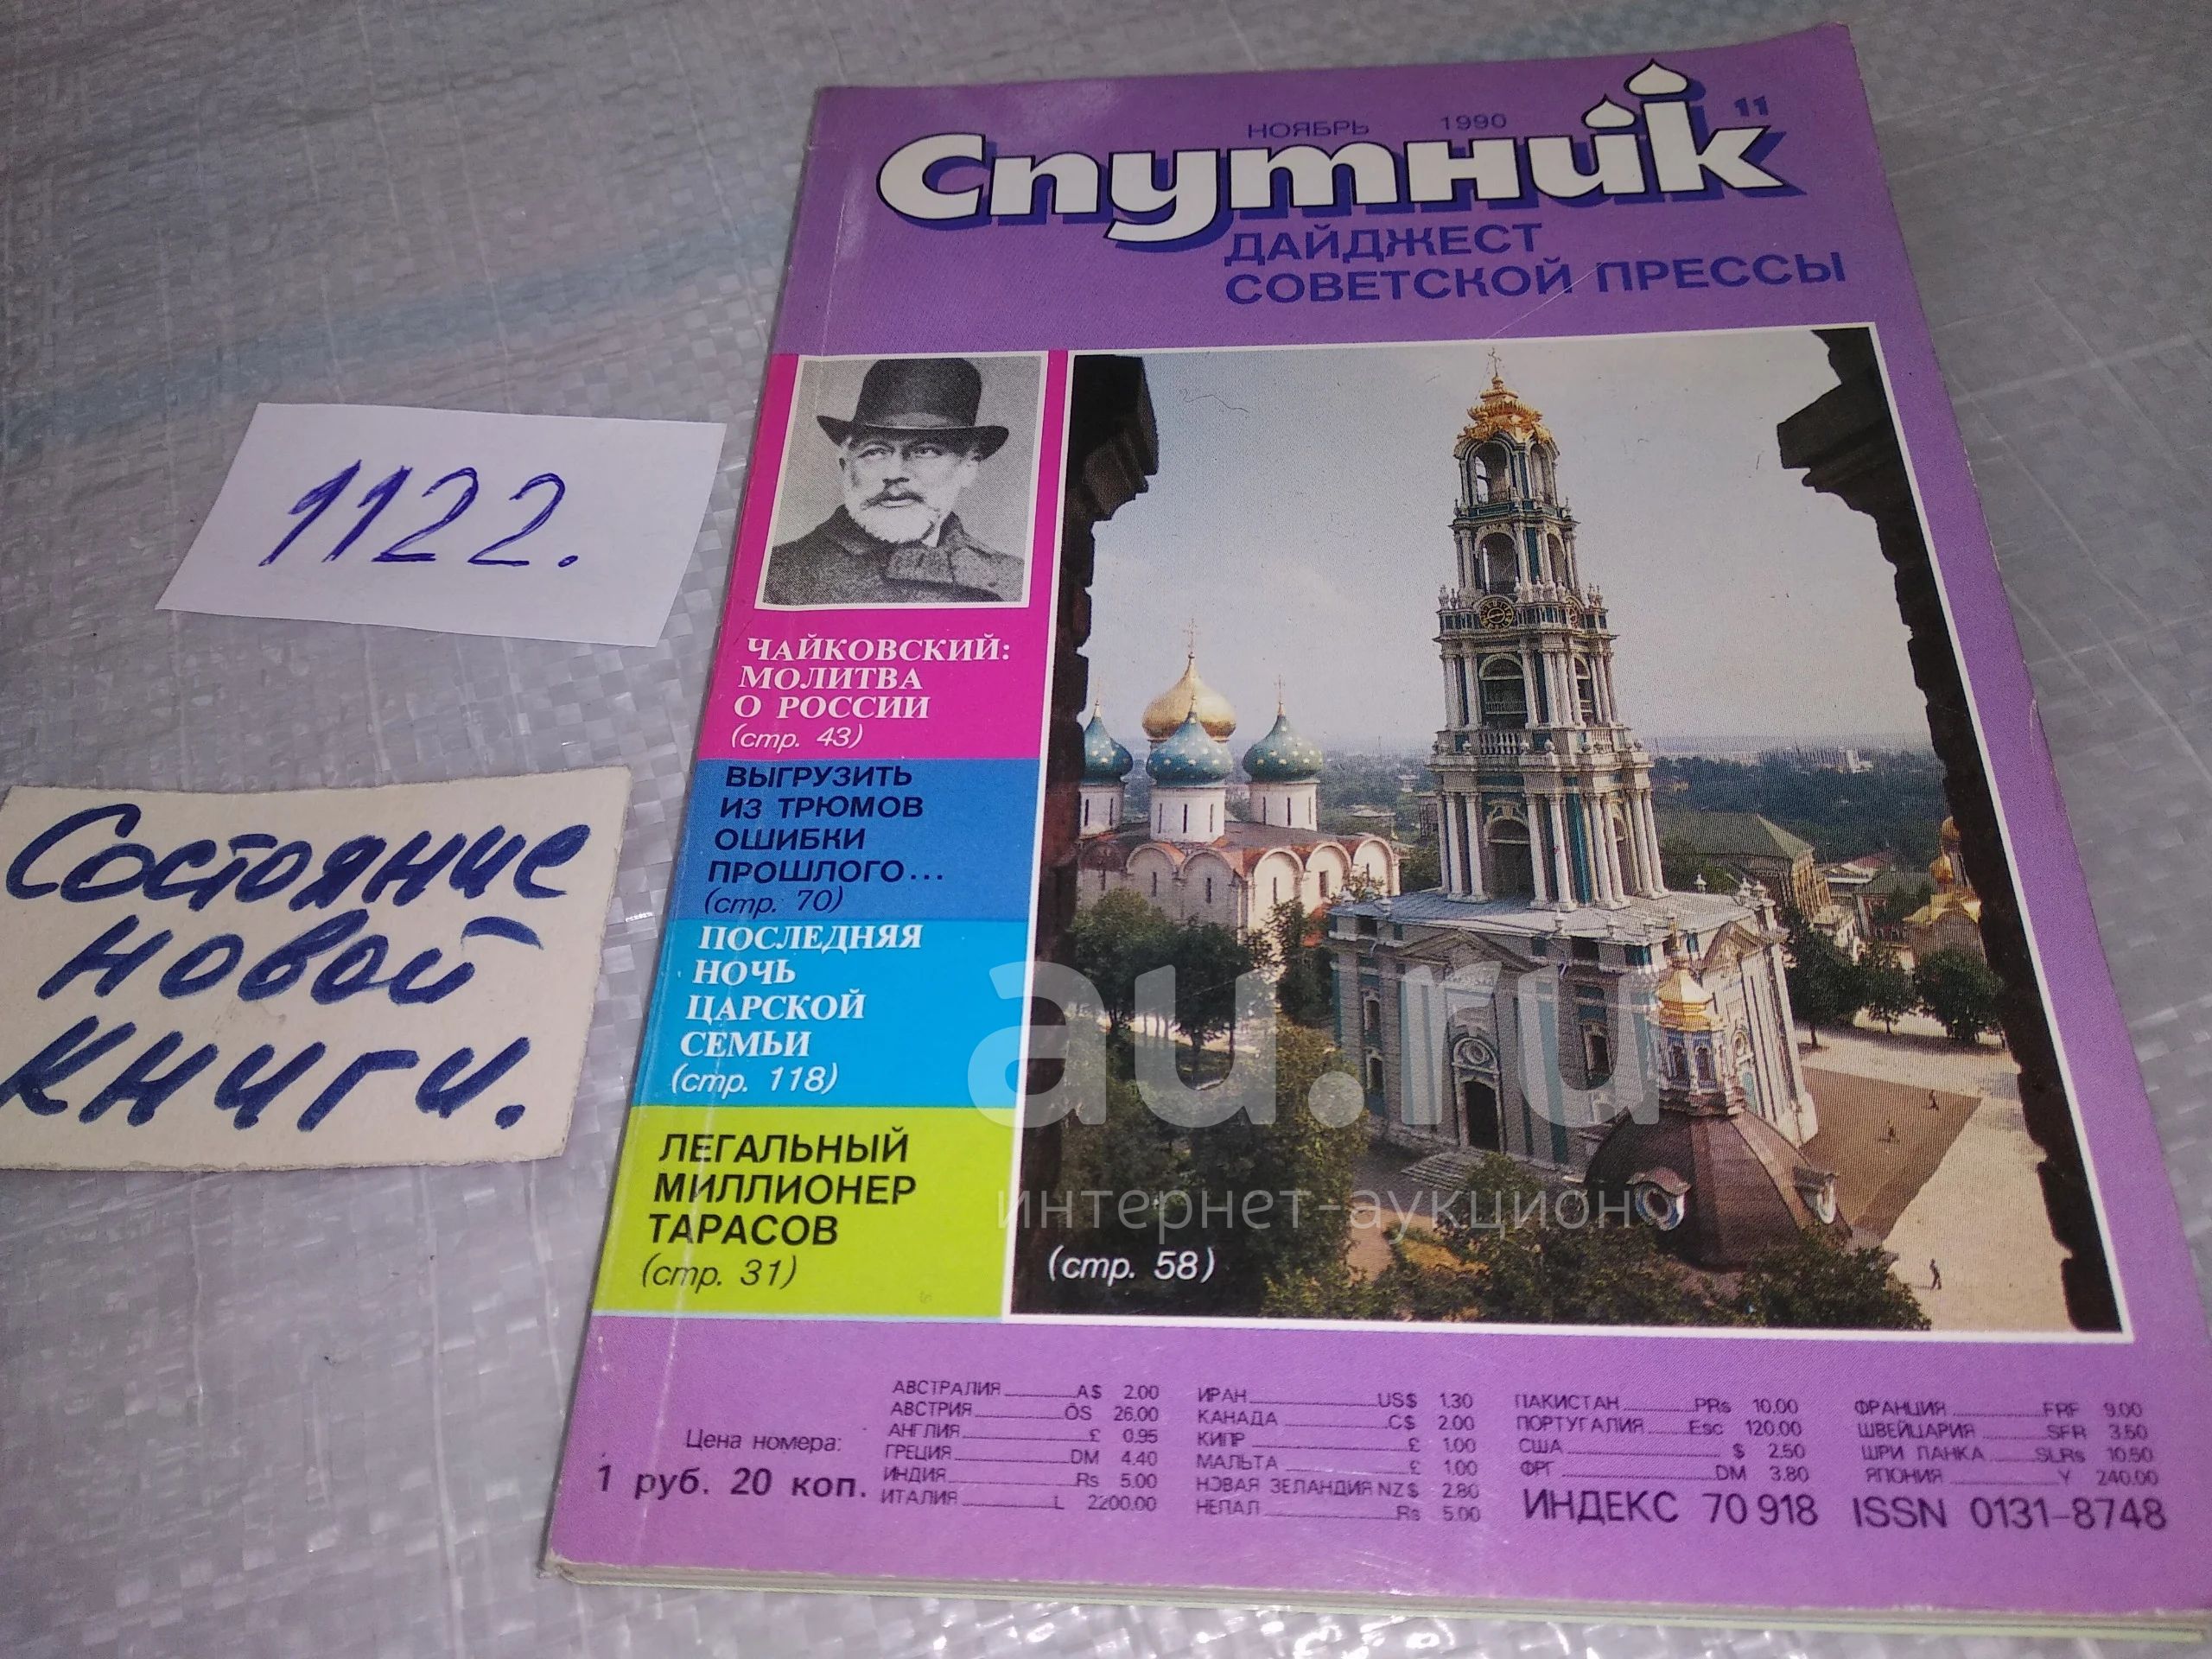 1122.
Состояние
новой
книги.
НОЯБРЬ 1990 11
Спутник
ДАЙДЖЕСТ
СОВЕТСКОЙ ПРЕССЫ
ЧАЙКОВСКИЙ:
МОЛИТВА
О РОССИИ
(стр. 43)
ВЫГРУЗИТЬ
ИЗ ТРЮМОВ
ОШИБКИ
ПРОШЛОГО...
(стр. 70)
ПОСЛЕДНЯЯ
НОЧЬ
ЦАРСКОЙ
СЕМЬИ
(стр. 118)
ЛЕГАЛЬНЫЙ
МИЛЛИОНЕР
ТАРАСОВ
(стр. 31)
(стр. 58)
au.ru
интернет-аукцион
Цена номера:
1 руб. 20 коп.
АВСТРАЛИЯ A$ 2.00
АВСТРИЯ ÖS 26.00
АНГЛИЯ £ 0.95
ГРЕЦИЯ DM 4.40
ИНДИЯ Rs 5.00
ИТАЛИЯ L 2200.00
ИРАН US$ 1.30
КАНАДА C$ 2.00
КИПР £ 1.00
МАЛЬТА £ 1.00
НОВАЯ ЗЕЛАНДИЯ NZ$ 2.80
НЕПАЛ Rs 5.00
ПАКИСТАН PRs 10.00
ПОРТУГАЛИЯ Esc 120.00
США $ 2.50
ФРГ DM 3.80
ФРАНЦИЯ FRF 9.00
ШВЕЙЦАРИЯ SFR 3.50
ШРИ ЛАНКА SLRs 10.50
ЯПОНИЯ Y 240.00
ИНДЕКС 70 918 ISSN 0131-8748